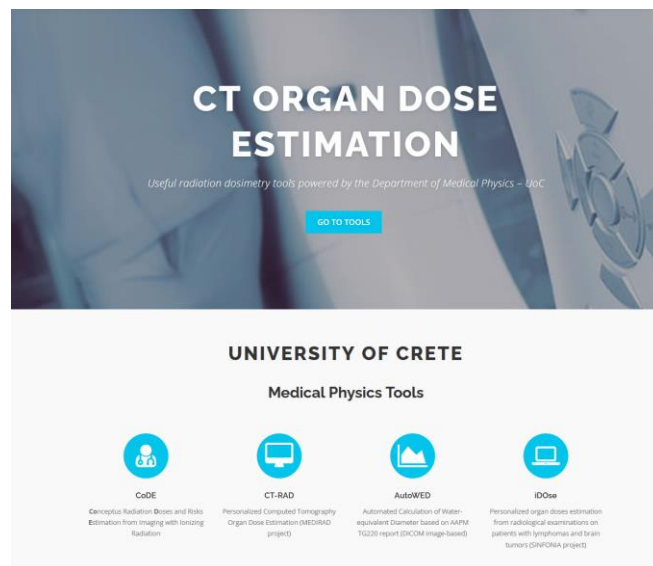 CT ORGAN DOSE
ESTIMATION
Useful radiation dosimetry tools powered by the Department of Medical Physics – UoC
GO TO TOOLS
UNIVERSITY OF CRETE
Medical Physics Tools
CoDE
Conceptus Radiation Doses and Risks
Estimation from Imaging with Ionizing
Radiation
CT-RAD
Personalized Computed Tomography
Organ Dose Estimation (MEDIRAD
project)
AutoWED
Automated Calculation of Water-
equivalent Diameter based on AAPM
TG220 report (DICOM image-based)
iDOse
Personalized organ doses estimation
from radiological examinations on
patients with lymphomas and brain
tumors (SINFONIA project)